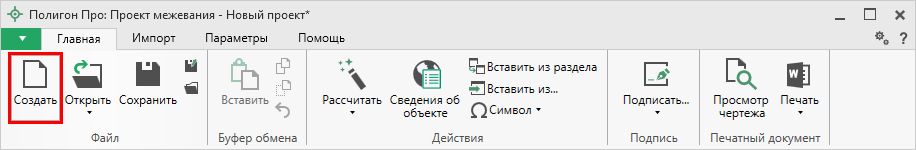 Полигон Про: Проект межевания - Новый проект*
Главная Импорт Параметры Помощь
?
Создать Открыть Сохранить
Файл
Вставить
Буфер обмена
Рассчитать Сведения об объекте
Вставить из раздела
Вставить из...
Символ
Действия
Подписать...
Подпись
Просмотр чертежа Печать
Печатный документ